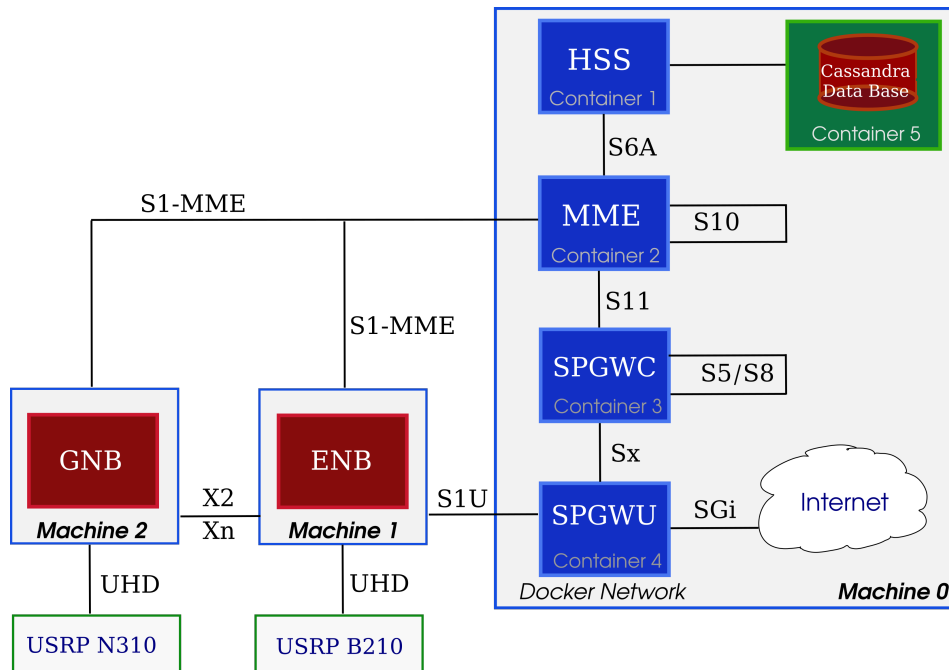 HSS
Container 1
Cassandra
Data Base
Container 5
S6A
S1-MME
MME
Container 2
S10
S11
S1-MME
SPGWC
Container 3
S5/S8
GNB
Machine 2
ENB
Machine 1
X2
Xn
S1U
Sx
SPGWU
Container 4
SGi
Internet
Docker Network
Machine 0
UHD
UHD
USRP N310
USRP B210